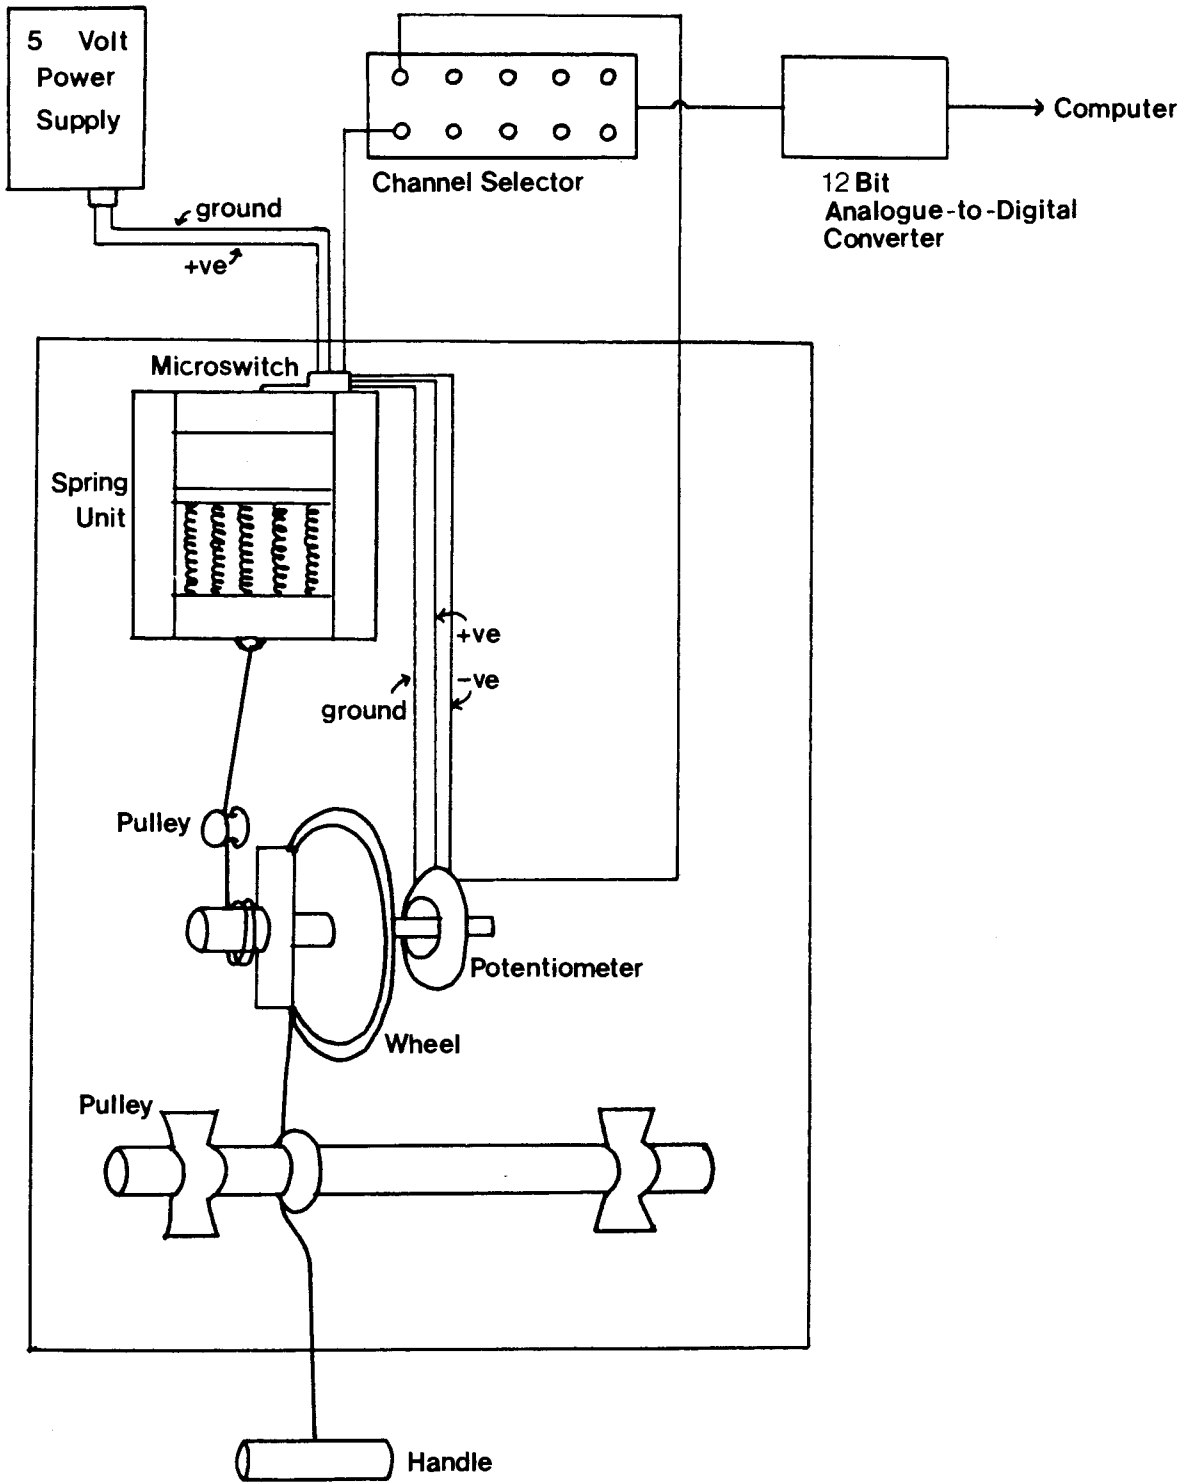 5 Volt
Power
Supply
Computer
Channel Selector
12 Bit
Analogue-to-Digital
Converter
ground
+ve
Microswitch
Spring
Unit
+ve
-ve
ground
Pulley
Potentiometer
Wheel
Pulley
Handle